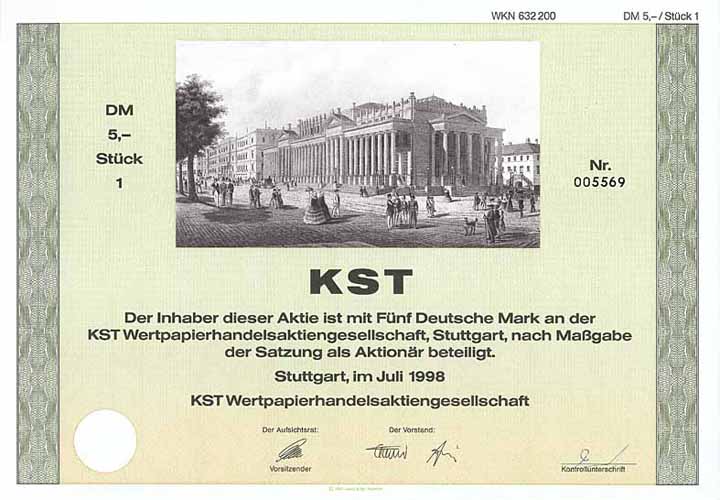 WKN 632 200 DM 5,– / Stück 1
DM
5,–
Stück
1
Nr.
005569
KST
Der Inhaber dieser Aktie ist mit Fünf Deutsche Mark an der
KST Wertpapierhandelsaktiengesellschaft, Stuttgart, nach Maßgabe
der Satzung als Aktionär beteiligt.
Stuttgart, im Juli 1998
KST Wertpapierhandelsaktiengesellschaft
Der Aufsichtsrat: Der Vorstand:
Vorsitzender
Kontrollunterschrift